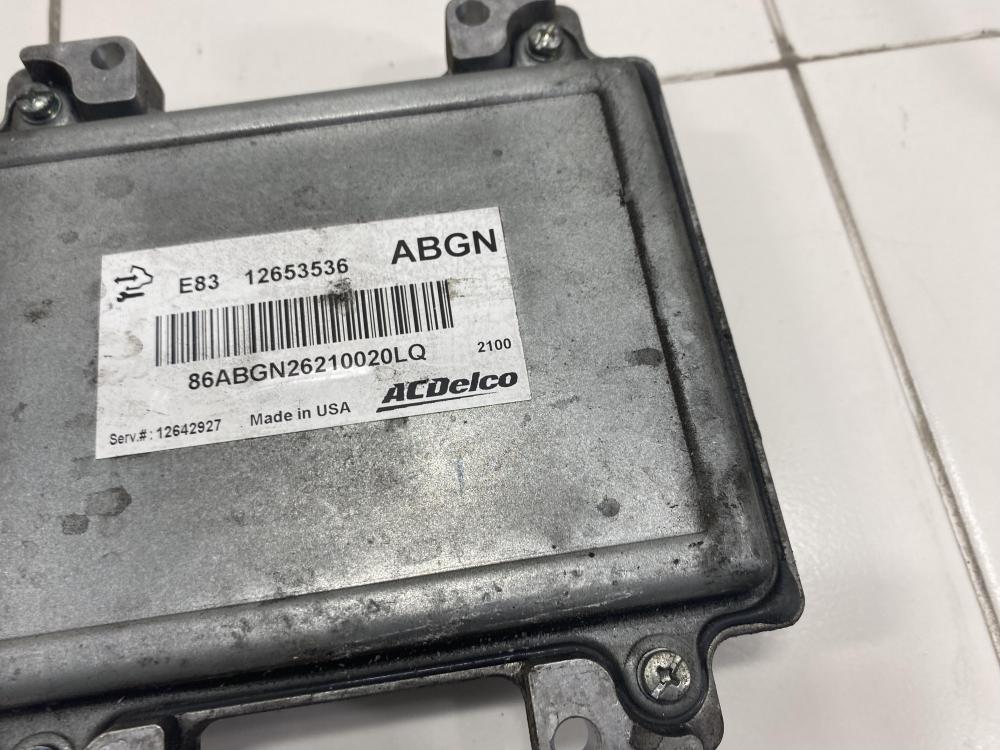 E83 12653536 ABGN
86ABGN26210020LQ 2100
Serv.#: 12642927 Made in USA ACDelco